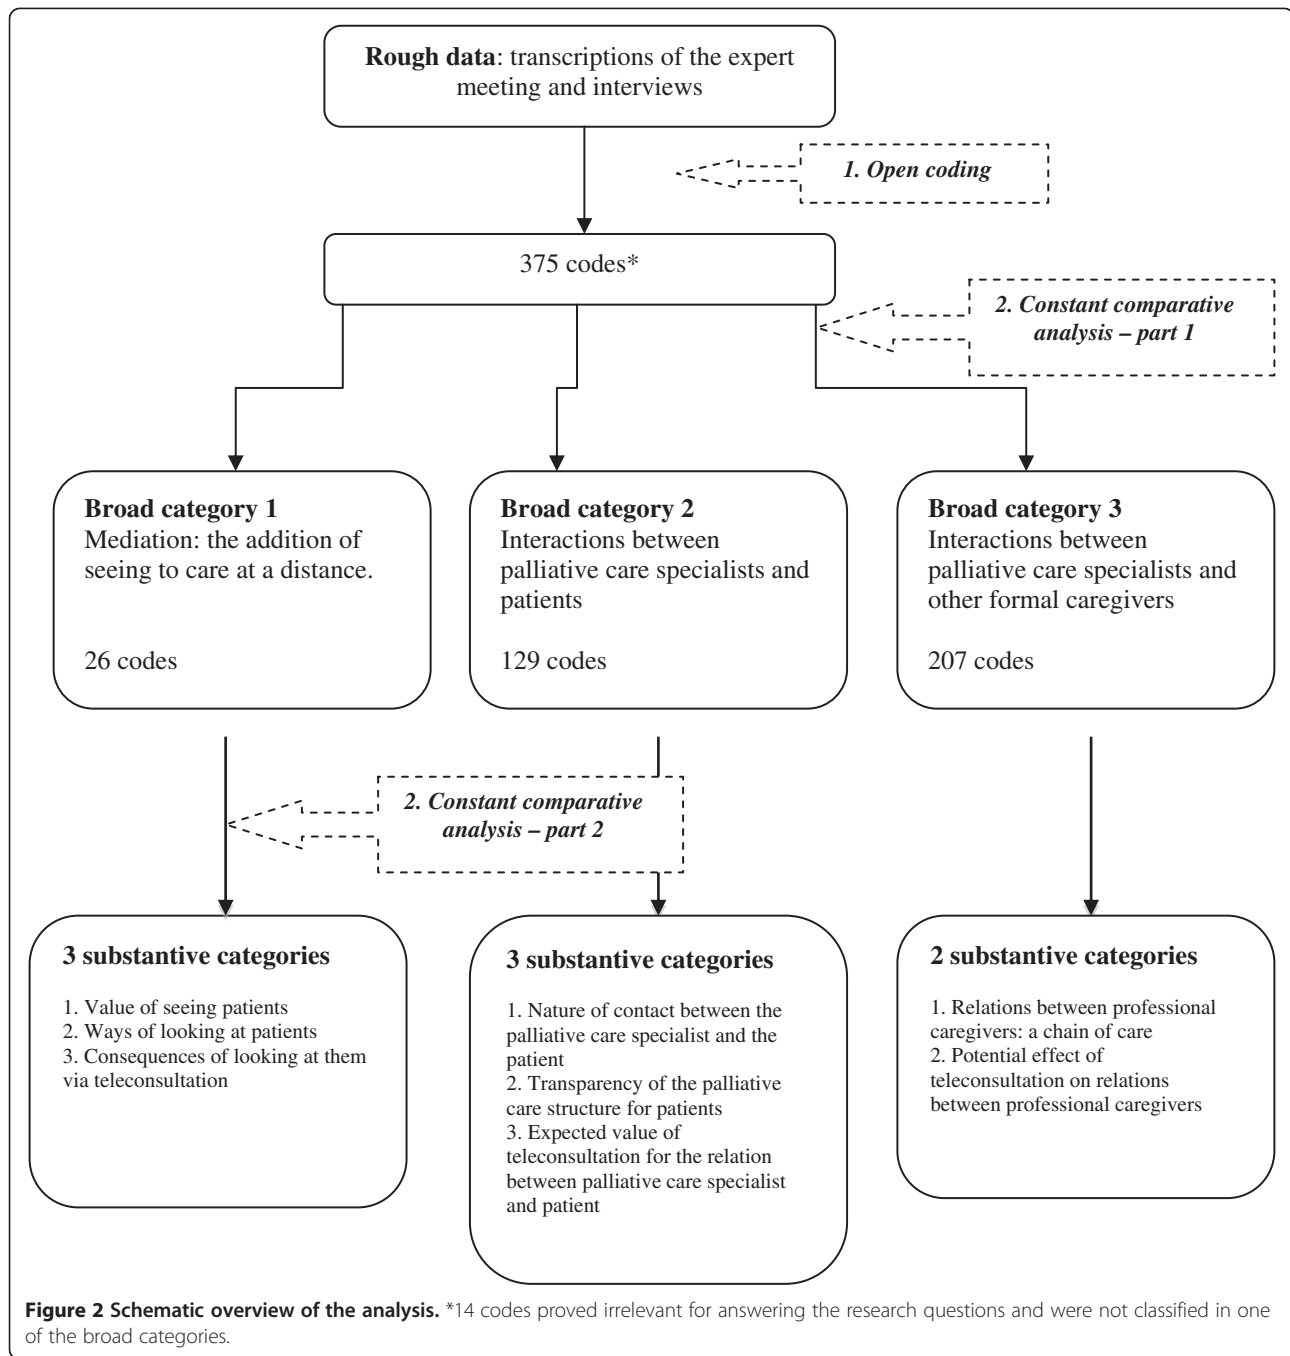 Rough data: transcriptions of the expert
meeting and interviews
1. Open coding
375 codes*
2. Constant comparative
analysis – part 1
Broad category 1
Mediation: the addition of
seeing to care at a distance.
26 codes
Broad category 2
Interactions between
palliative care specialists and
patients
129 codes
Broad category 3
Interactions between
palliative care specialists and
other formal caregivers
207 codes
2. Constant comparative
analysis – part 2
3 substantive categories
1. Value of seeing patients
2. Ways of looking at patients
3. Consequences of looking at them
via teleconsultation
3 substantive categories
1. Nature of contact between the
palliative care specialist and the
patient
2. Transparency of the palliative
care structure for patients
3. Expected value of
teleconsultation for the relation
between palliative care specialist
and patient
2 substantive categories
1. Relations between professional
caregivers: a chain of care
2. Potential effect of
teleconsultation on relations
between professional caregivers
Figure 2 Schematic overview of the analysis. *14 codes proved irrelevant for answering the research questions and were not classified in one
of the broad categories.